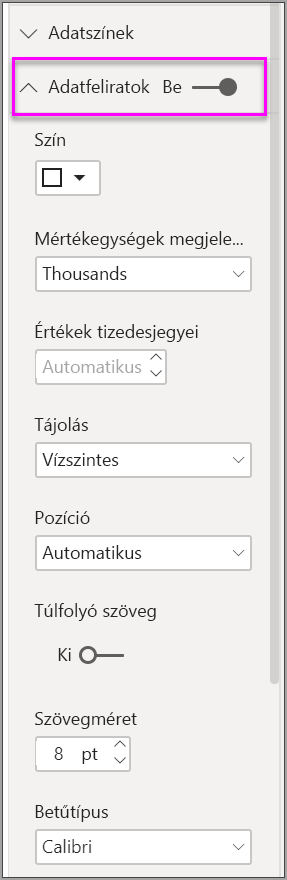 Adatszínek
Adatfeliratok Be
Szín
Mértékegységek megjele...
Thousands
Értékek tizedesjegyei
Automatikus
Tájolás
Vízszintes
Pozíció
Automatikus
Túlfolyó szöveg
Ki
Szövegméret
8 pt
Betűtípus
Calibri